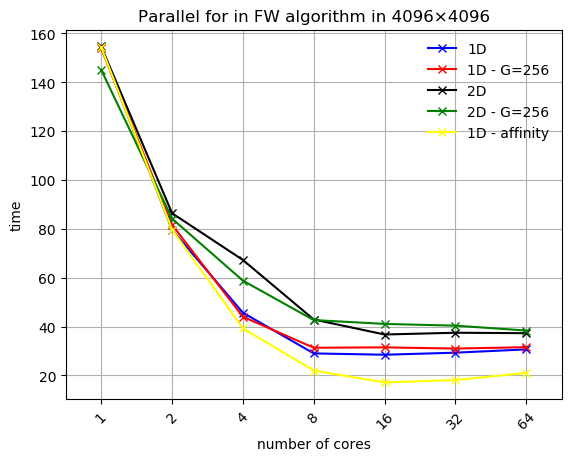 Parallel for in FW algorithm in 4096×4096
1D
1D - G=256
2D
2D - G=256
1D - affinity
time
160
140
120
100
80
60
40
20
1 2 4 8 16 32 64
number of cores